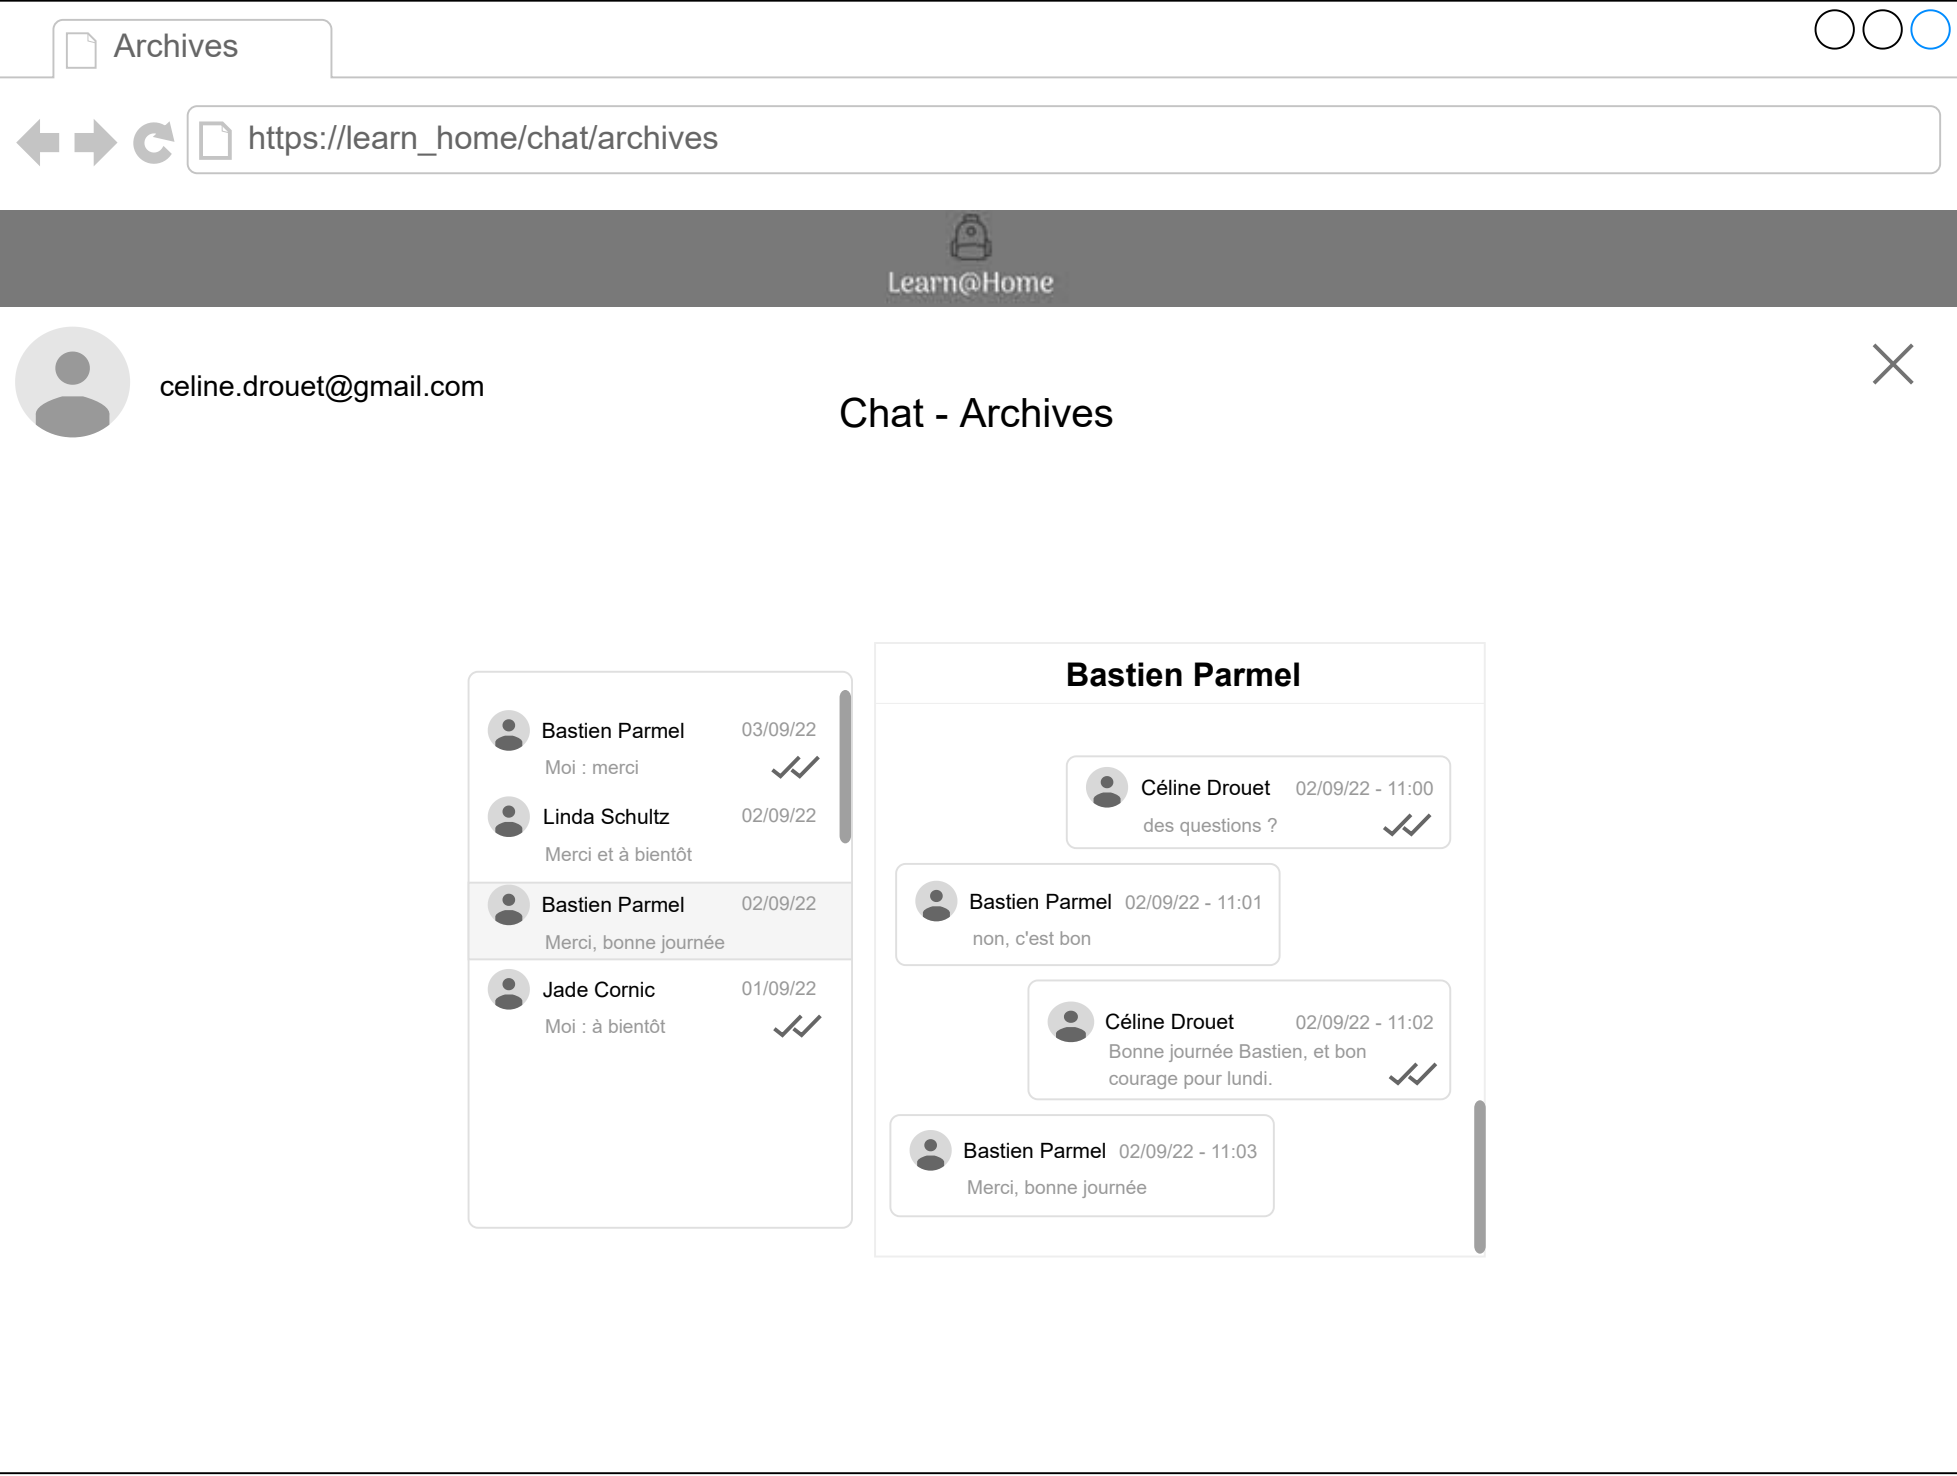 Archives
https://learn_home/chat/archives
Learn@Home
celine.drouet@gmail.com
Chat - Archives
Bastien Parmel 03/09/22
Moi : merci
Linda Schultz 02/09/22
Merci et à bientôt
Bastien Parmel 02/09/22
Merci, bonne journée
Jade Cornic 01/09/22
Moi : à bientôt
Bastien Parmel
Céline Drouet 02/09/22 - 11:00
des questions ?
Bastien Parmel 02/09/22 - 11:01
non, c'est bon
Céline Drouet 02/09/22 - 11:02
Bonne journée Bastien, et bon
courage pour lundi.
Bastien Parmel 02/09/22 - 11:03
Merci, bonne journée